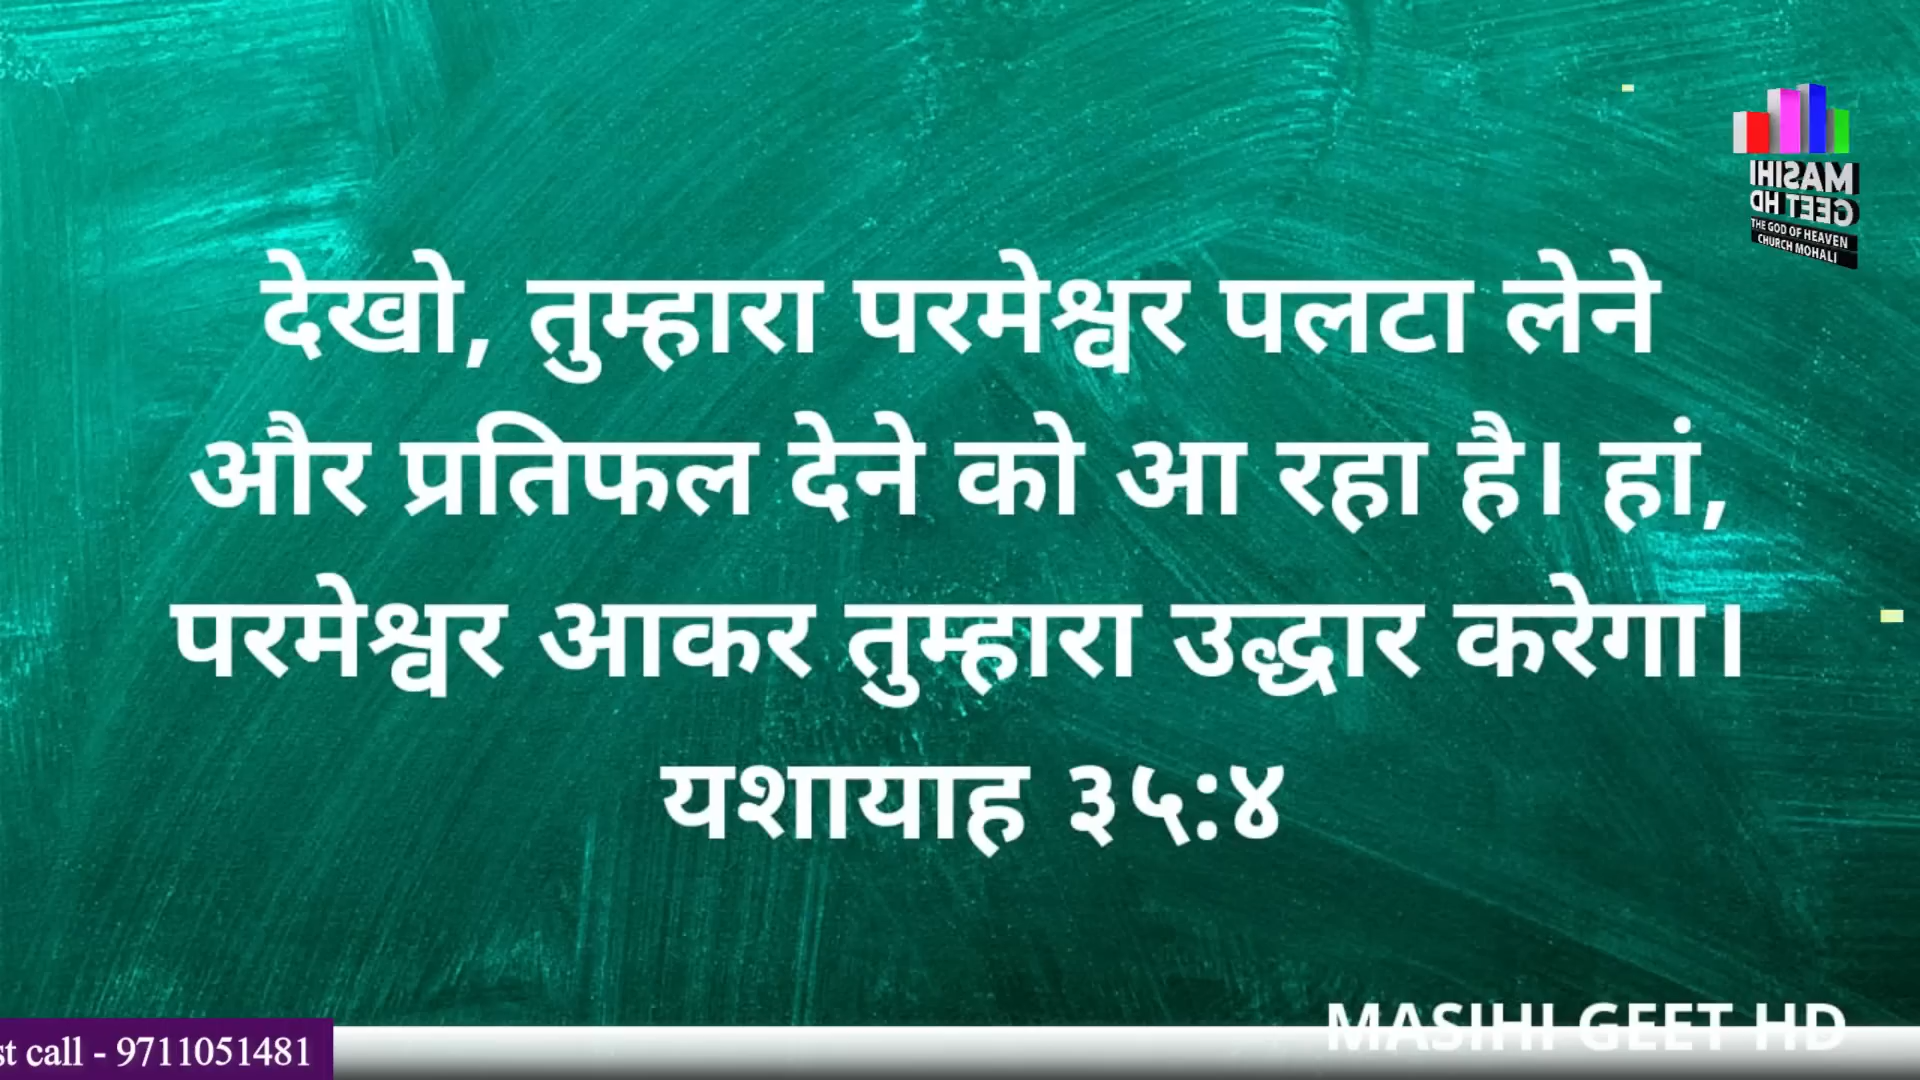 MASIHI
GEET HD
THE GOD OF HEAVEN
CHURCH MOHALI
देखो, तुम्हारा परमेश्वर पलटा लेने
और प्रतिफल देने को आ रहा है। हां,
परमेश्वर आकर तुम्हारा उद्धार करेगा।
यशायाह ३५:४
MASIHI GEET HD
st call - 9711051481